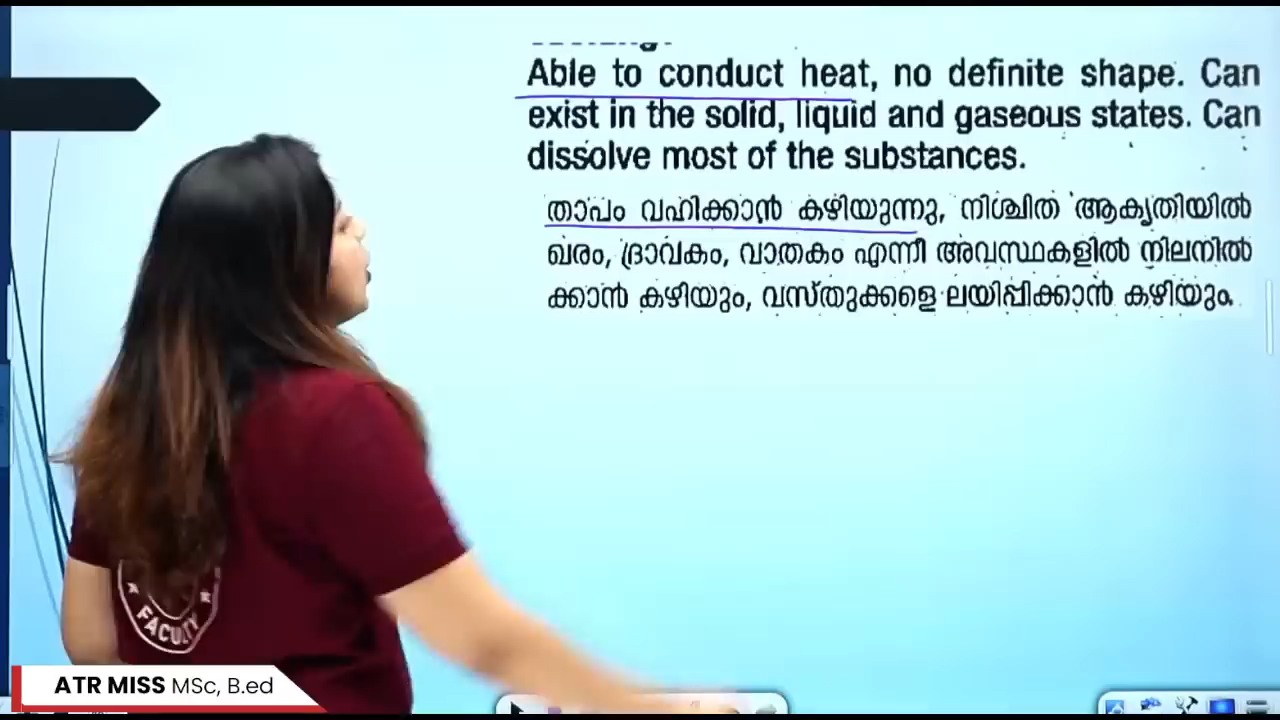 Able to conduct heat, no definite shape. Can
exist in the solid, liquid and gaseous states. Can
dissolve most of the substances.
താപം വഹിക്കാൻ കഴിയുന്നു, നിശ്ചിത ആകൃതിയിൽ
ഖരം, ദ്രാവകം, വാതകം എന്നീ അവസ്ഥകളിൽ നിലനിൽ
ക്കാൻ കഴിയും, വസ്തുക്കളെ ലയിപ്പിക്കാൻ കഴിയും.
FACULTY
ATR MISS MSc, B.ed